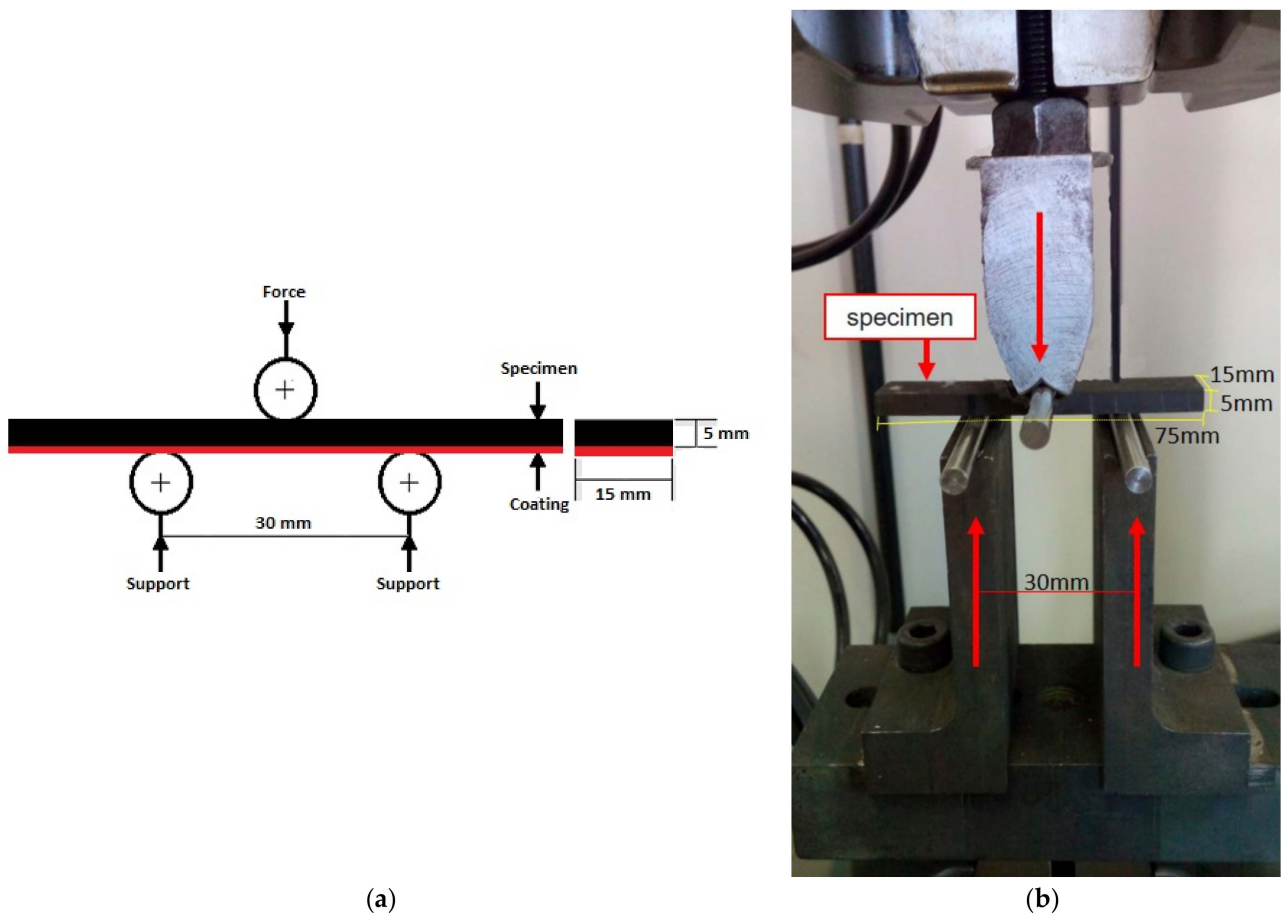 Force
Specimen
5 mm
15 mm
Coating
30 mm
Support
Support
(a)
specimen
15mm
5mm
75mm
30mm
(b)